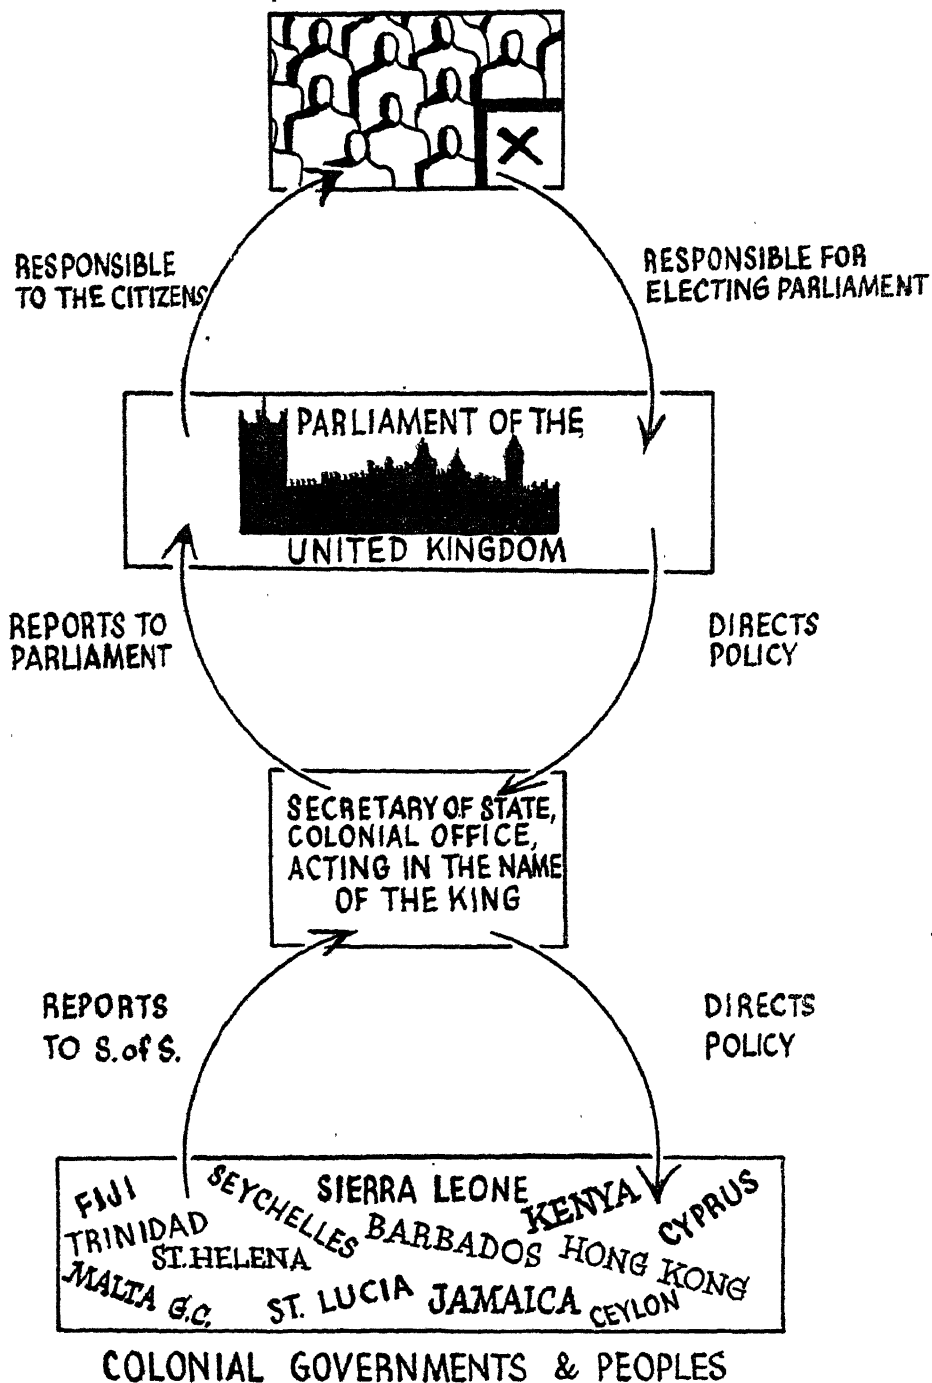 X
RESPONSIBLE
TO THE CITIZENS
RESPONSIBLE FOR
ELECTING PARLIAMENT
PARLIAMENT OF THE
UNITED KINGDOM
REPORTS TO
PARLIAMENT
DIRECTS
POLICY
SECRETARY OF STATE,
COLONIAL OFFICE,
ACTING IN THE NAME
OF THE KING
REPORTS
TO S. of S.
DIRECTS
POLICY
FIJI
SEYCHELLES
SIERRA LEONE
KENYA
CYPRUS
TRINIDAD
BARBADOS
HONG KONG
ST. HELENA
MALTA G.C.
ST. LUCIA
JAMAICA
CEYLON
COLONIAL GOVERNMENTS & PEOPLES